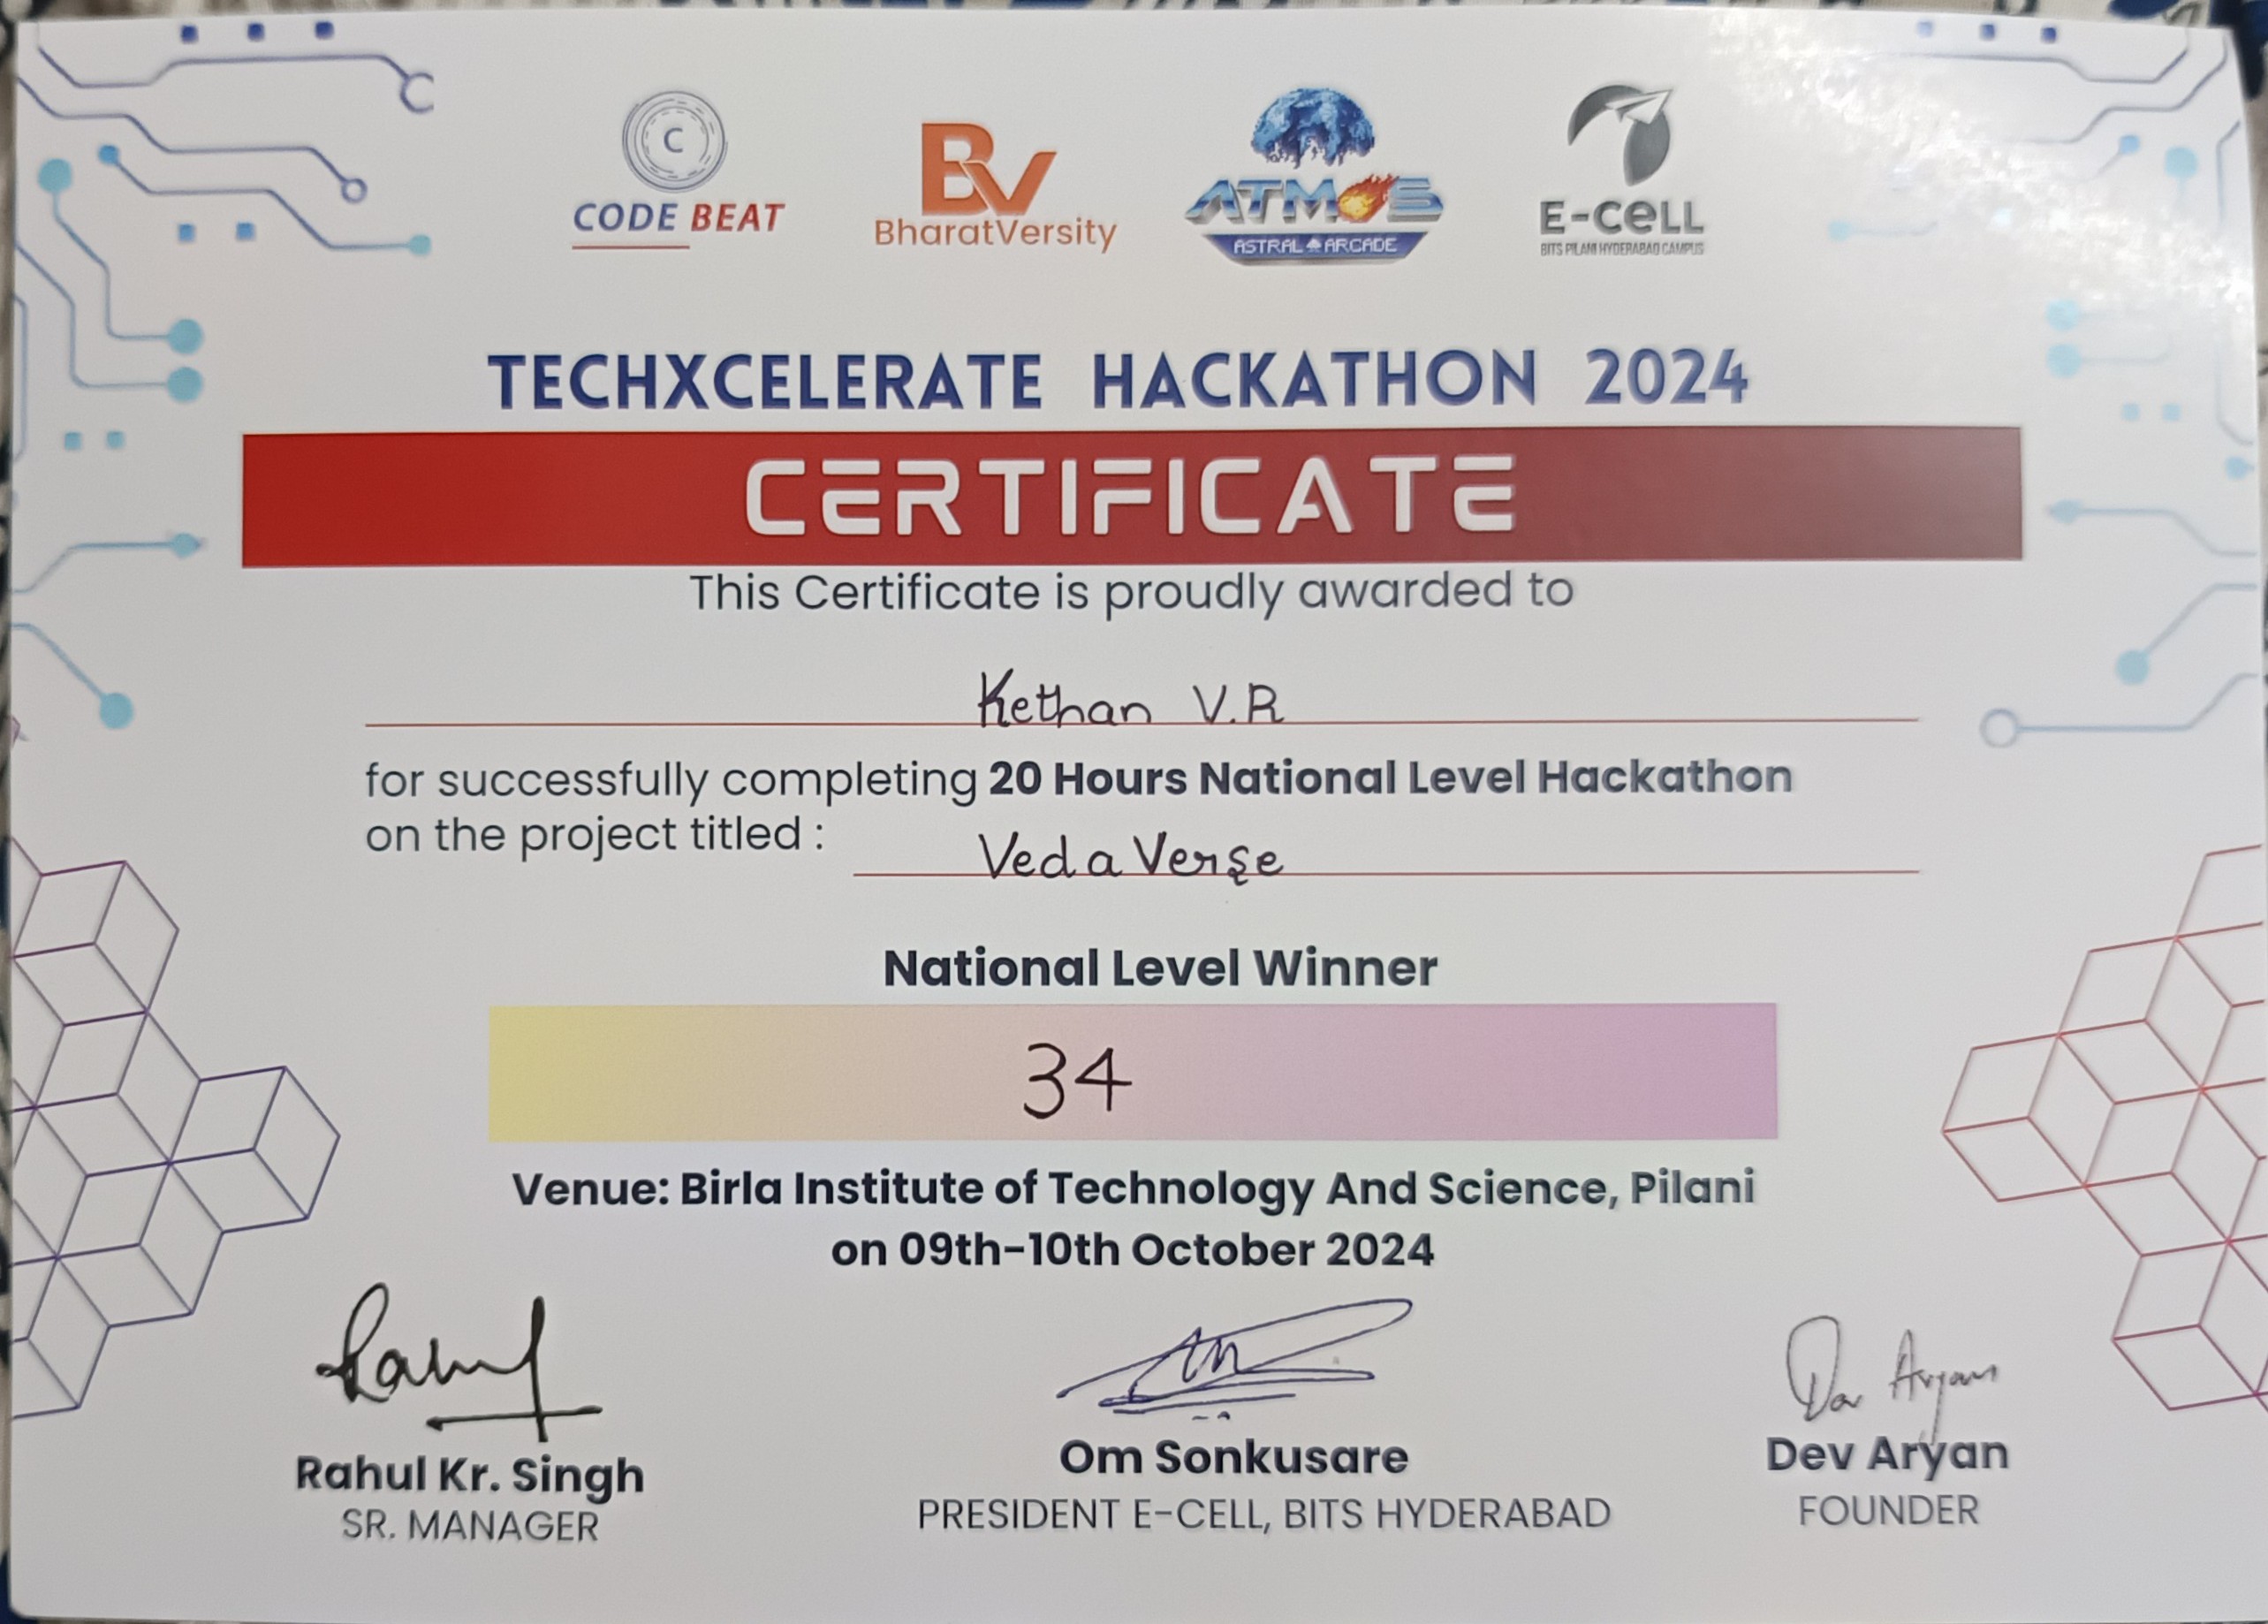 C
CODE BEAT
BV
BharatVersity
ATMOS
ASTRAL ARCADE
E-CELL
BITS PILANI HYDERABAD CAMPUS
TECHXCELERATE HACKATHON 2024
CERTIFICATE
This Certificate is proudly awarded to
Kethan V.R
for successfully completing 20 Hours National Level Hackathon
on the project titled :
VedaVerse
National Level Winner
34
Venue: Birla Institute of Technology And Science, Pilani
on 09th-10th October 2024
Rahul
Dev Aryan
Rahul Kr. Singh
Om Sonkusare
Dev Aryan
SR. MANAGER
PRESIDENT E-CELL, BITS HYDERABAD
FOUNDER